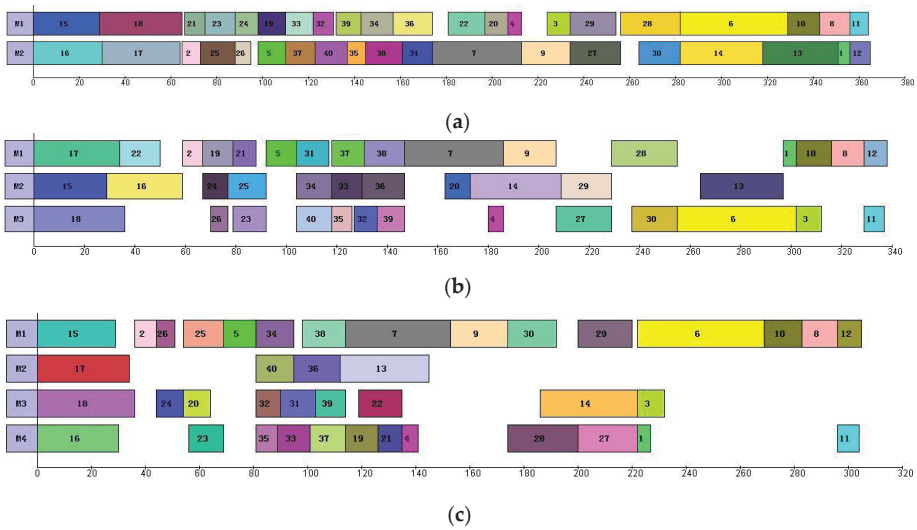 M1 15 18 21 23 24 19 33 32 39 34 36 22 20 4 3 29 28 6 10 8 11
M2 16 17 2 25 26 5 37 40 35 38 31 7 9 27 30 14 13 1 12
0 20 40 60 80 100 120 140 160 180 200 220 240 260 280 300 320 340 360 380
(a)
M1 17 22 2 19 21 5 31 37 38 7 9 28 1 10 8 12
M2 15 16 24 25 34 33 36 20 14 29 13
M3 18 26 23 40 35 32 39 4 27 30 6 3 11
0 20 40 60 80 100 120 140 160 180 200 220 240 260 280 300 320 340
(b)
M1 15 2 26 25 5 34 38 7 9 30 29 6 10 8 12
M2 17 40 36 13
M3 18 24 20 32 31 39 22 14 3
M4 16 23 35 33 37 19 21 4 28 27 1 11
0 20 40 60 80 100 120 140 160 180 200 220 240 260 280 300 320
(c)